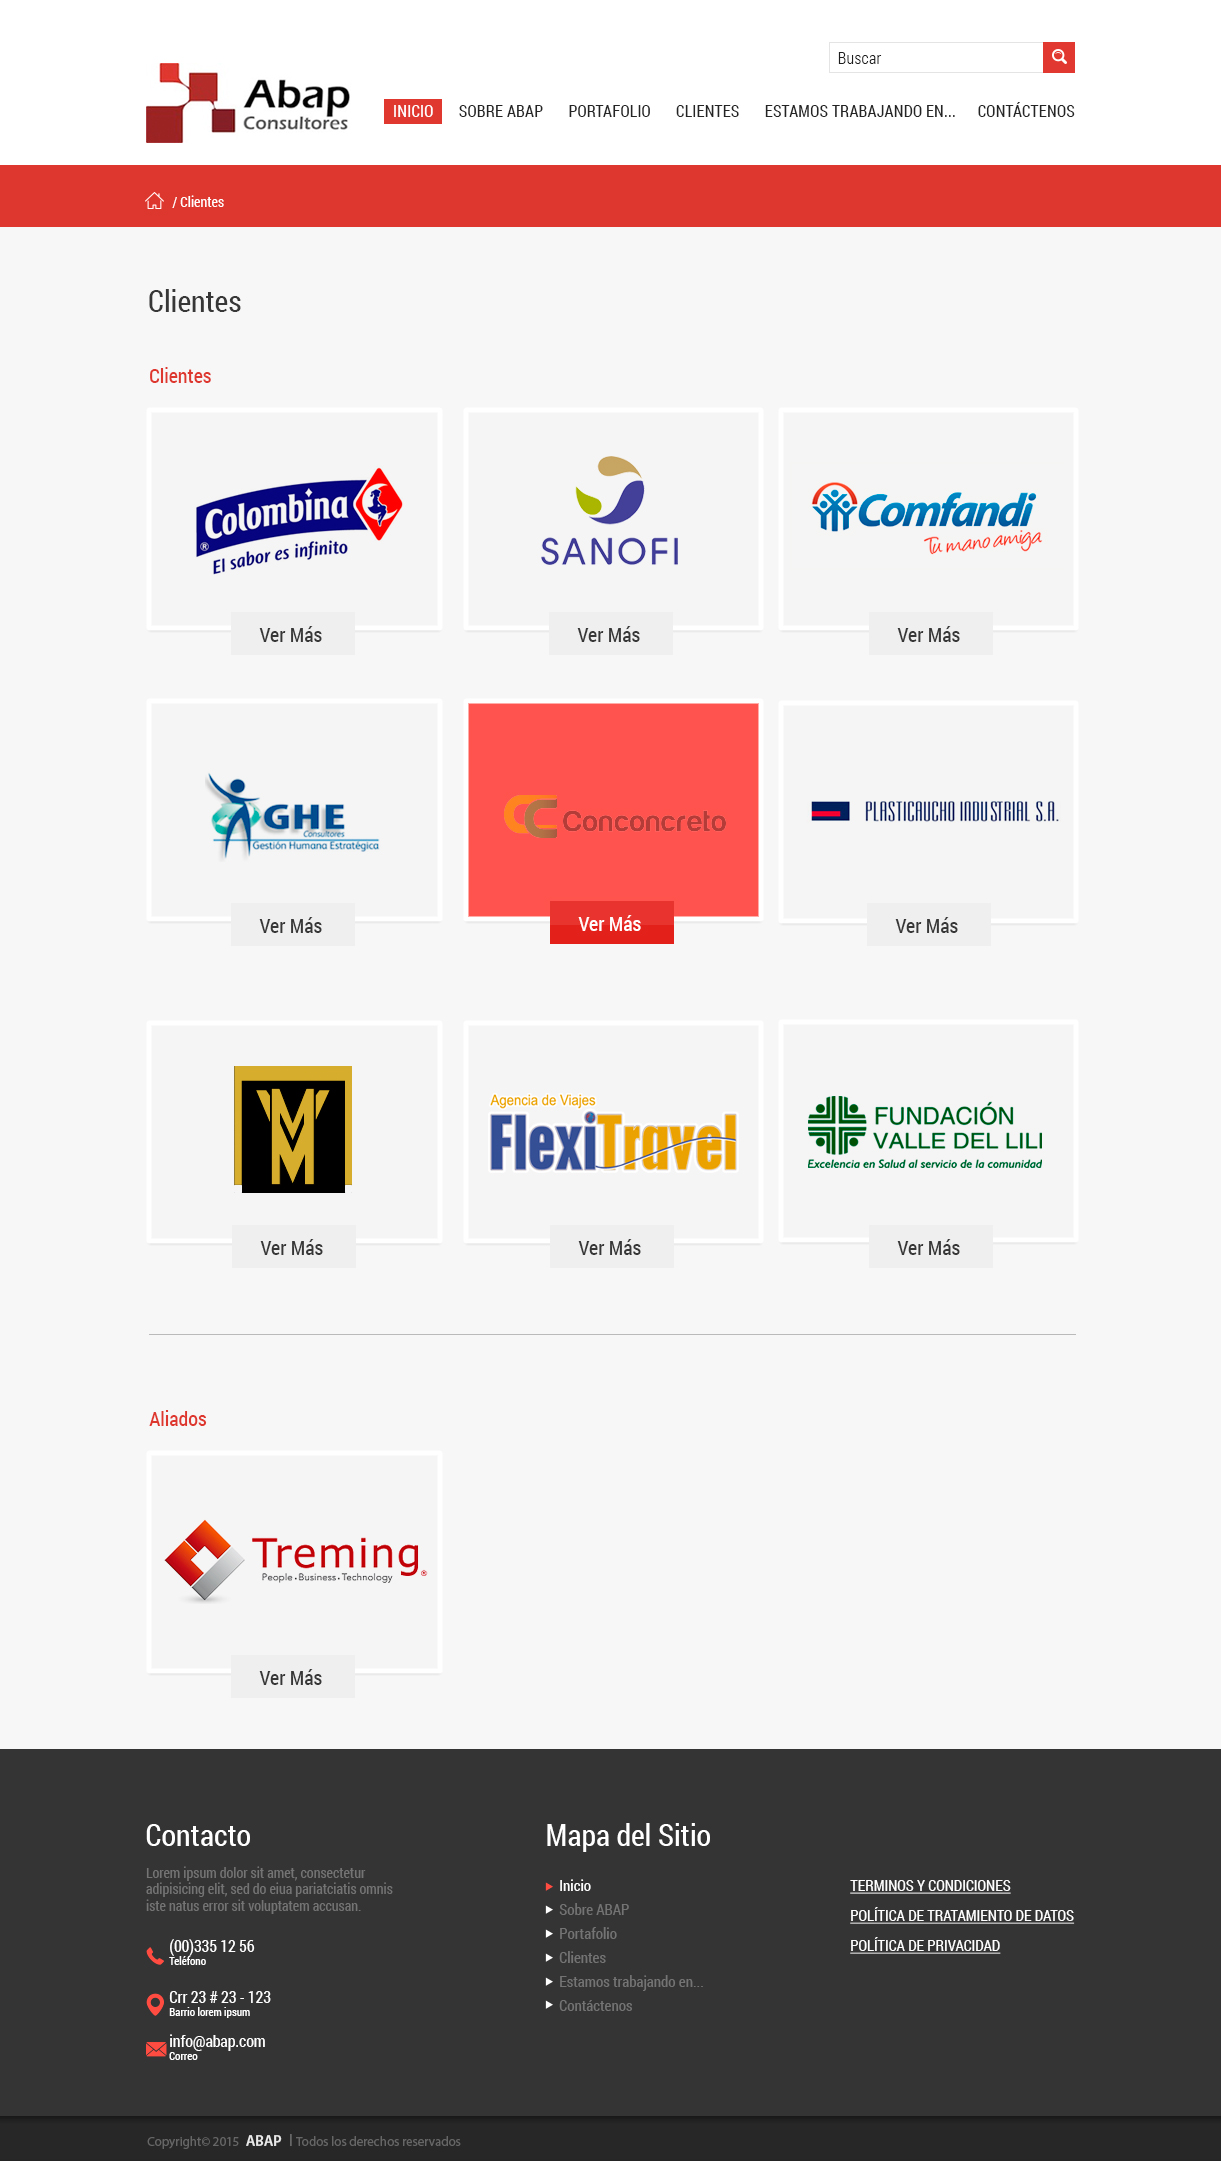 Buscar
Abap
Consultores
INICIO SOBRE ABAP PORTAFOLIO CLIENTES ESTAMOS TRABAJANDO EN... CONTÁCTENOS
/ Clientes
Clientes
Clientes
Colombina
®
El sabor es infinito
Ver Más
SANOFI
Ver Más
Comfandi
Tu mano amiga
Ver Más
GHE
Consultores
Gestión Humana Estratégica
Ver Más
Conconcreto
Ver Más
PLASTICAUCHO INDUSTRIAL S.A.
Ver Más
Ver Más
Agencia de Viajes
FlexiTravel
Ver Más
FUNDACIÓN
VALLE DEL LILI
Excelencia en Salud al servicio de la comunidad
Ver Más
Aliados
Treming®
People • Business • Technology
Ver Más
Contacto
Lorem ipsum dolor sit amet, consectetur
adipisicing elit, sed do eiua pariatciatis omnis
iste natus error sit voluptatem accusan.
(00)335 12 56
Teléfono
Crr 23 # 23 - 123
Barrio lorem ipsum
info@abap.com
Correo
Mapa del Sitio
Inicio
Sobre ABAP
Portafolio
Clientes
Estamos trabajando en...
Contáctenos
TERMINOS Y CONDICIONES
POLÍTICA DE TRATAMIENTO DE DATOS
POLÍTICA DE PRIVACIDAD
Copyright© 2015 ABAP | Todos los derechos reservados